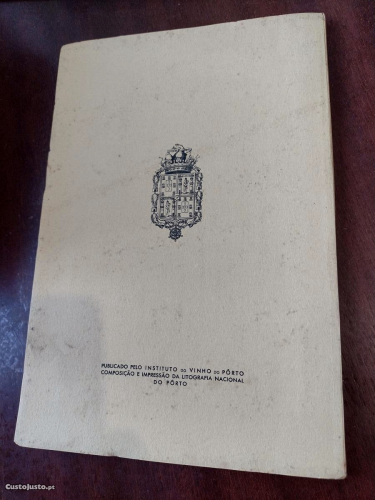 PUBLICADO PELO INSTITUTO DO VINHO DO PÔRTO
COMPOSIÇÃO E IMPRESSÃO DA LITOGRAFIA NACIONAL
DO PÔRTO
CustoJusto.pt